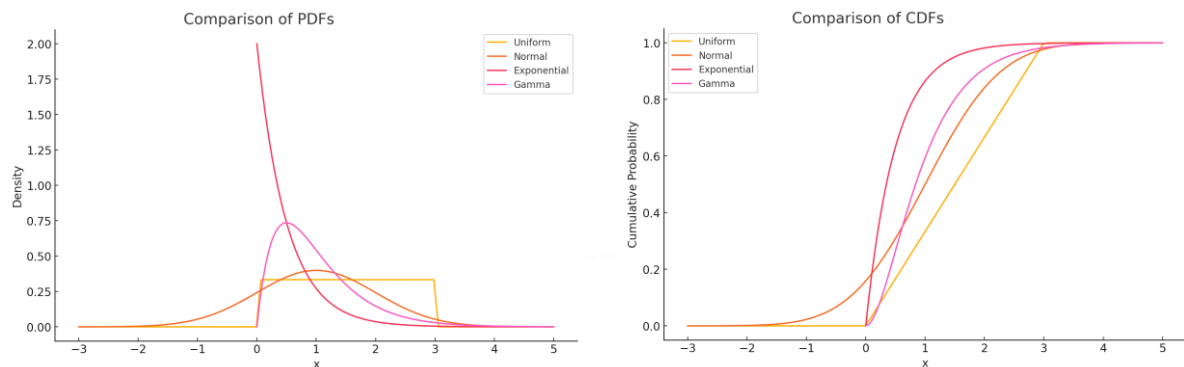 Comparison of PDFs
2.00
1.75
1.50
1.25
1.00
0.75
0.50
0.25
0.00
Density
−3
−2
−1
0
1
2
3
4
5
x
Uniform
Normal
Exponential
Gamma
Comparison of CDFs
1.0
0.8
0.6
0.4
0.2
0.0
Cumulative Probability
−3
−2
−1
0
1
2
3
4
5
x
Uniform
Normal
Exponential
Gamma